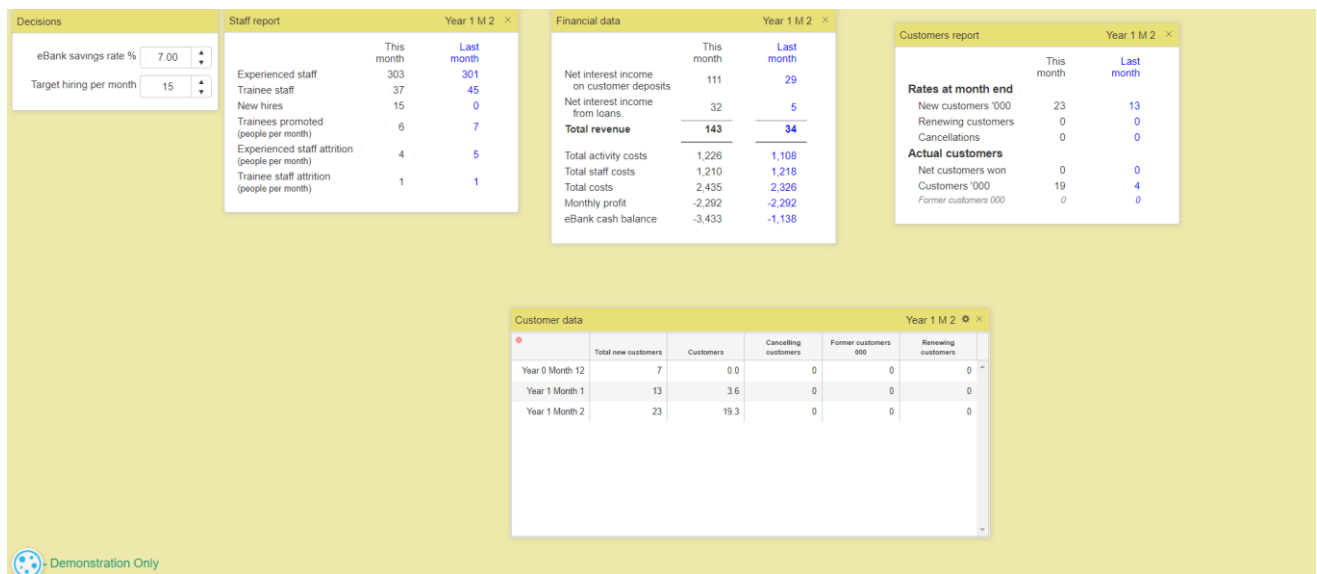 Decisions
eBank savings rate % 7.00
Target hiring per month 15
Staff report Year 1 M 2 ×
This month Last month
Experienced staff 303 301
Trainee staff 37 45
New hires 15 0
Trainees promoted (people per month) 6 7
Experienced staff attrition (people per month) 4 5
Trainee staff attrition (people per month) 1 1
Financial data Year 1 M 2 ×
This month Last month
Net interest income on customer deposits 111 29
Net interest income from loans. 32 5
Total revenue 143 34
Total activity costs 1,226 1,108
Total staff costs 1,210 1,218
Total costs 2,435 2,326
Monthly profit -2,292 -2,292
eBank cash balance -3,433 -1,138
Customers report Year 1 M 2 ×
This month Last month
Rates at month end
New customers '000 23 13
Renewing customers 0 0
Cancellations 0 0
Actual customers
Net customers won 0 0
Customers '000 19 4
Former customers 000 0 0
Customer data Year 1 M 2 ×
Total new customers Customers Cancelling customers Former customers 000 Renewing customers
Year 0 Month 12 7 0.0 0 0 0
Year 1 Month 1 13 3.6 0 0 0
Year 1 Month 2 23 19.3 0 0 0
- Demonstration Only